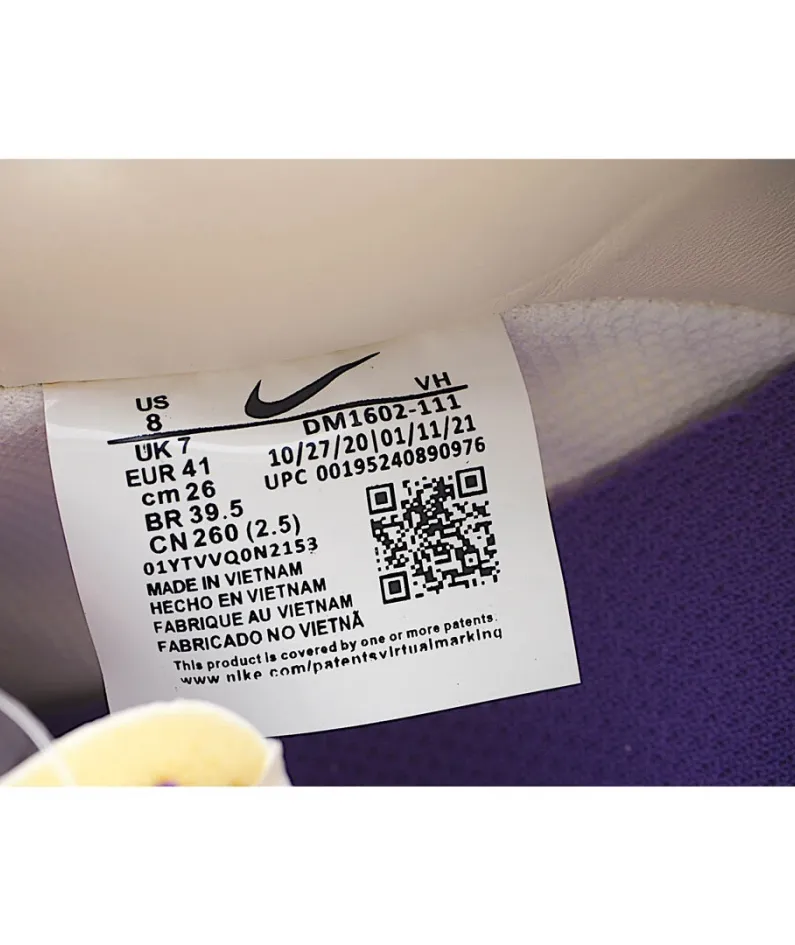 US
8
VH
UK 7
DM1602-111
EUR 41
10/27/20|01/11/21
cm 26
UPC 00195240890976
BR 39.5
CN 260 (2.5)
01YTVVQ0N2153
MADE IN VIETNAM
HECHO EN VIETNAM
FABRIQUE AU VIETNAM
FABRICADO NO VIETNÃ
This product is covered by one or more patents.
www nike com/patentsvirtualmarking